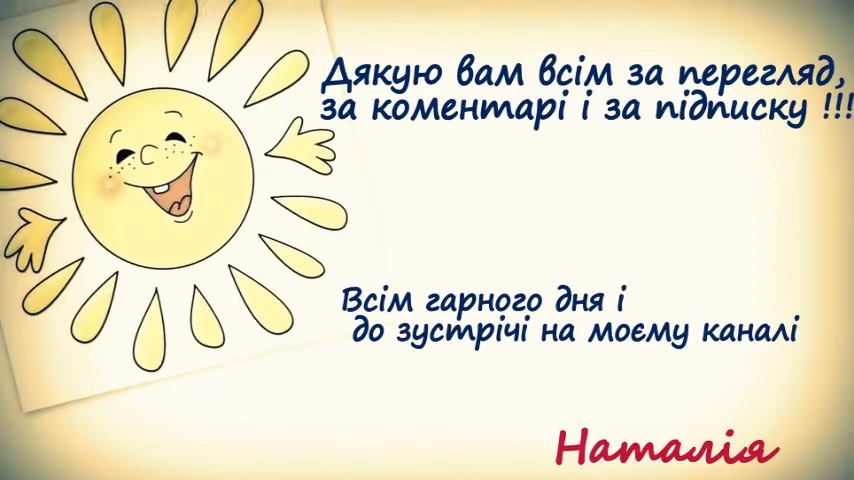 Дякую вам всім за перегляд,
за коментарі і за підписку !!!
Всім гарного дня і
до зустрічі на моєму каналі
Наталія